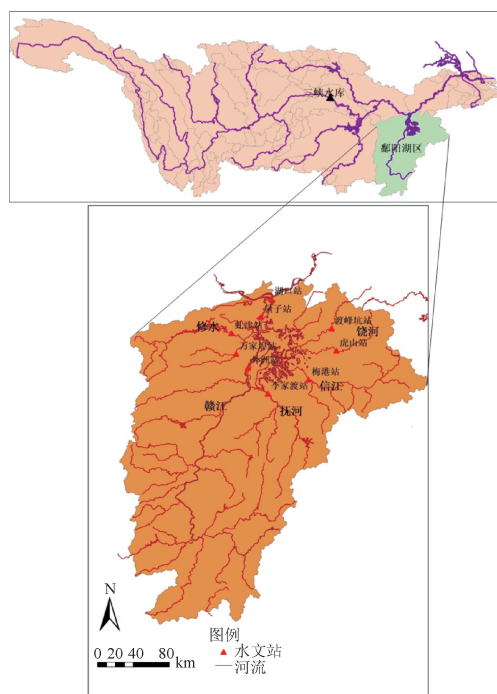 三峡水库
鄱阳湖区
湖口站
星子站
渡峰坑站
饶河
修水
虬津站
虎山站
万家埠站
外洲站
梅港站
信江
李家渡站
赣江
抚河
N
图例
水文站
河流
0 20 40 80
km